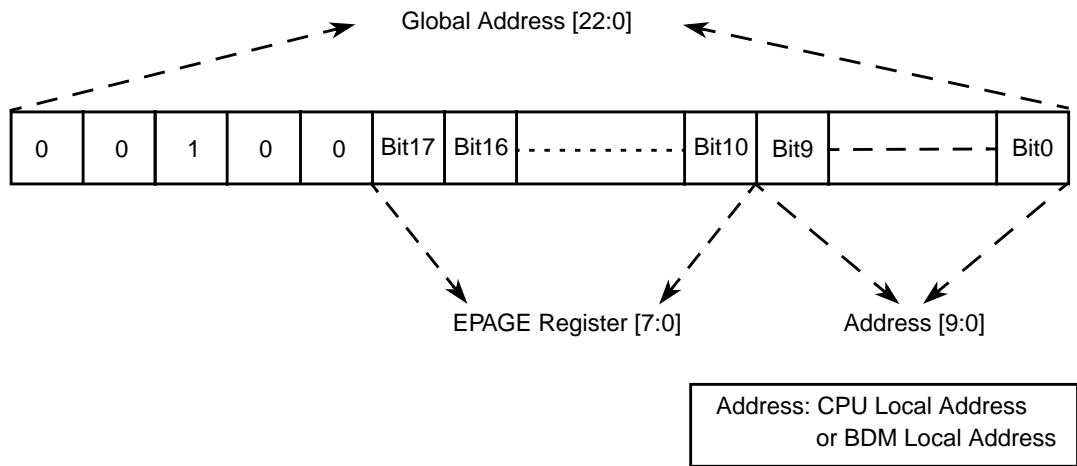 Global Address [22:0]
0 0 1 0 0 Bit17 Bit16 Bit10 Bit9 Bit0
EPAGE Register [7:0] Address [9:0]
Address: CPU Local Address
or BDM Local Address